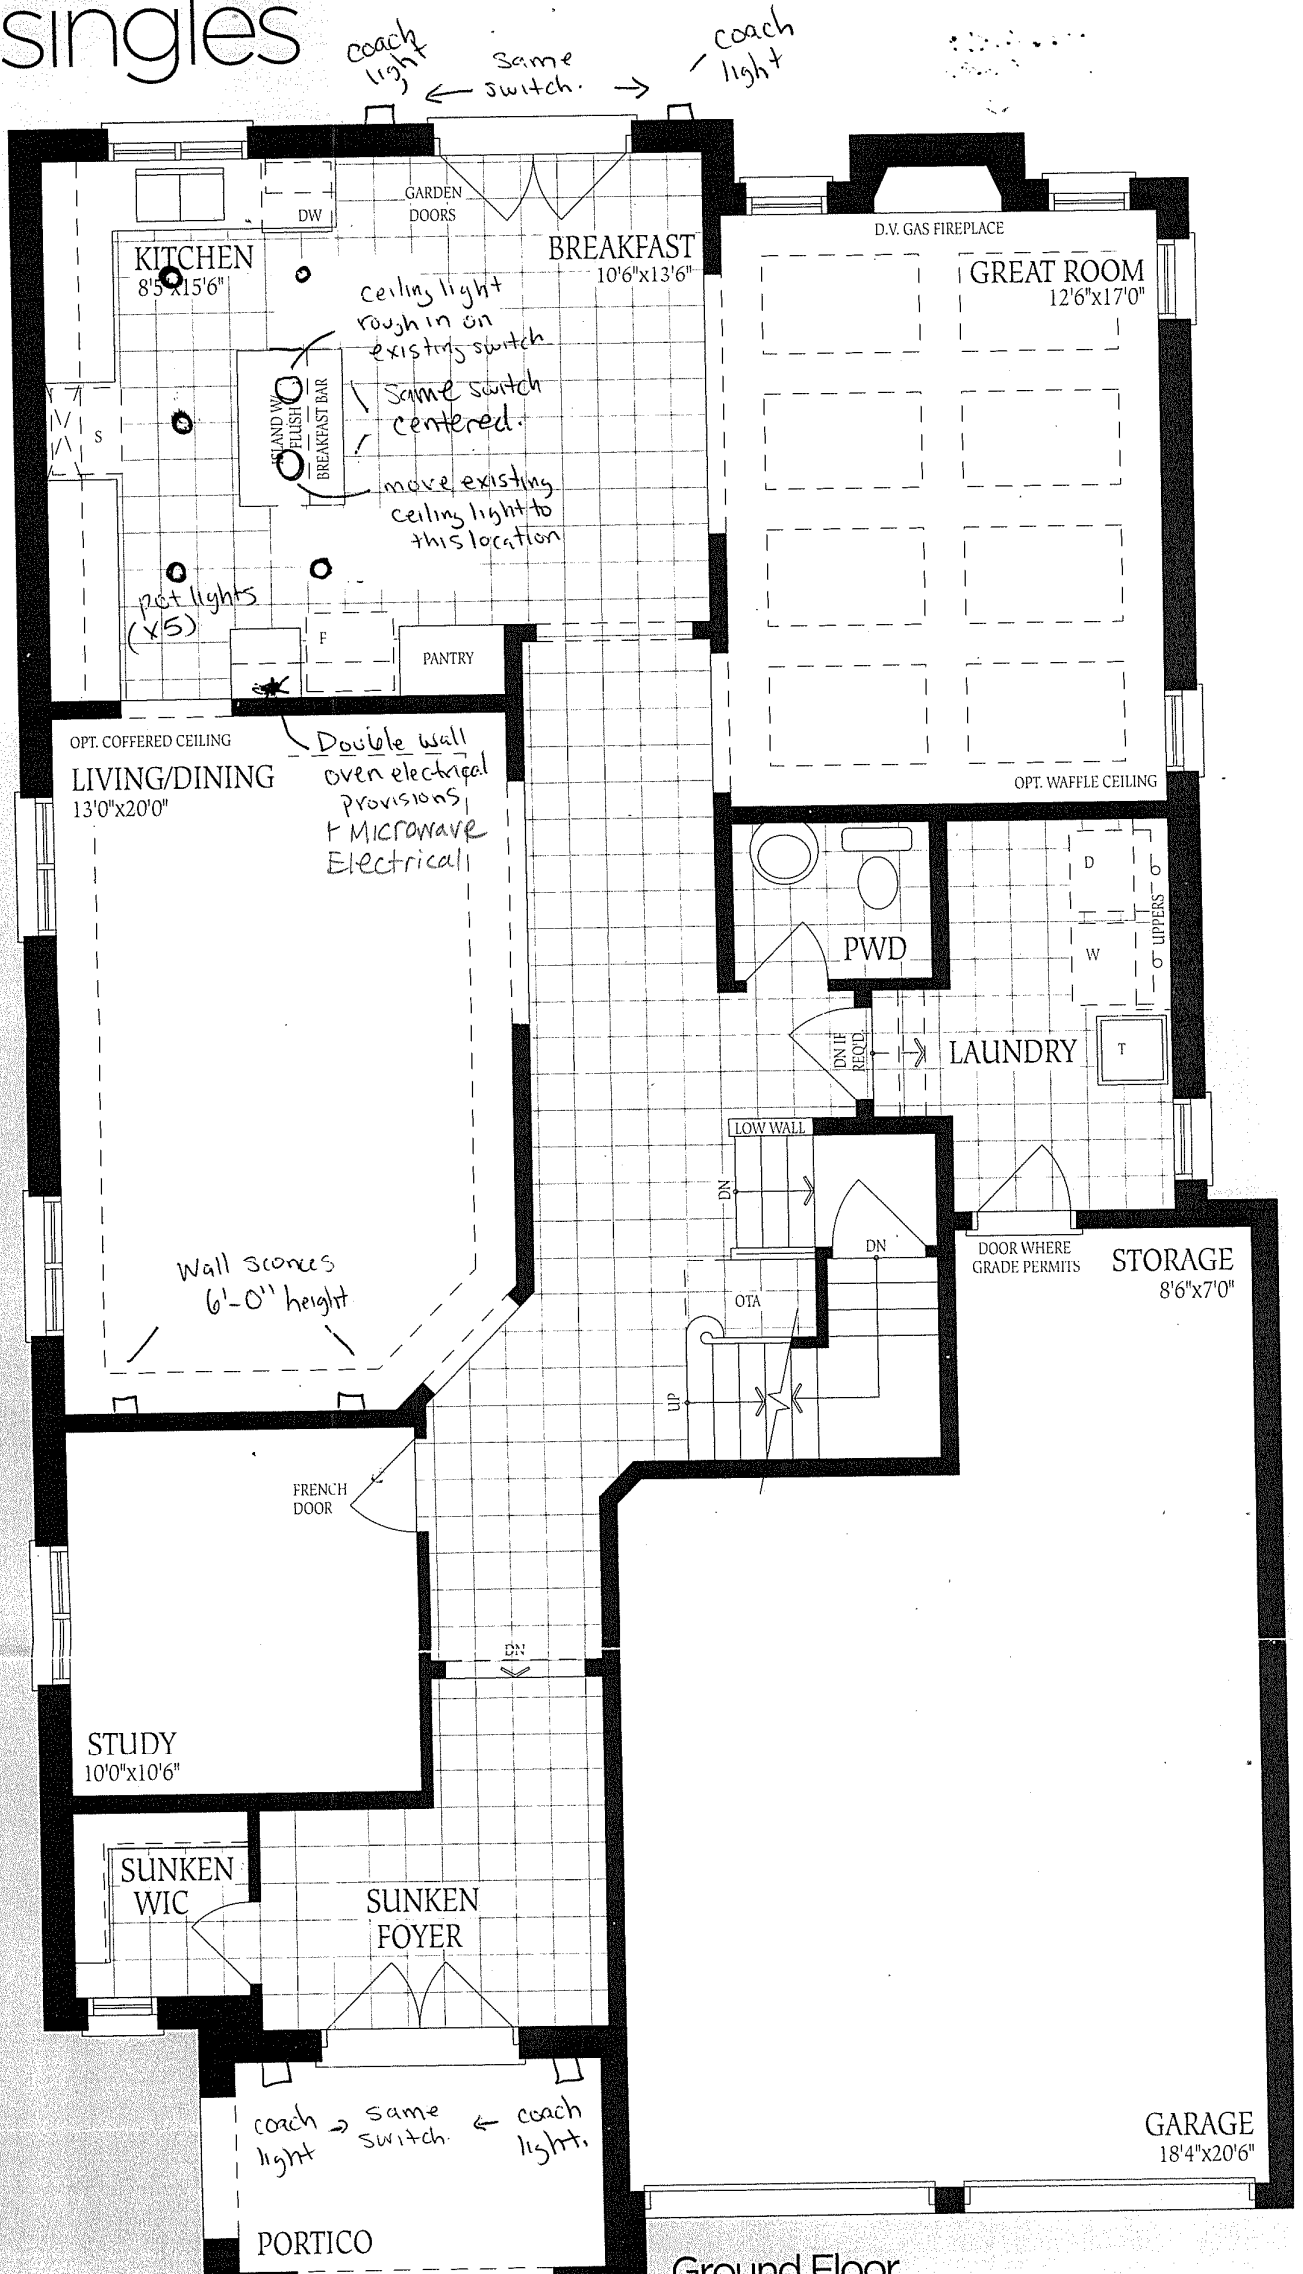 singles
coach
light
same
switch.
coach
light
GARDEN
DOORS
DW
KITCHEN
8'5"x15'6"
BREAKFAST
10'6"x13'6"
D.V. GAS FIREPLACE
GREAT ROOM
12'6"x17'0"
ceiling light
rough in on
existing switch
ISLAND W/
FLUSH
BREAKFAST BAR
same switch
centered.
S
move existing
ceiling light to
this location
pot lights
(x5)
F
PANTRY
OPT. COFFERED CEILING
LIVING/DINING
13'0"x20'0"
Double wall
oven electrical
provisions,
+ Microwave
Electrical
OPT. WAFFLE CEILING
D
UPPERS
W
PWD
DN IF
REQ'D.
LAUNDRY
T
LOW WALL
DN
DN
DOOR WHERE
GRADE PERMITS
STORAGE
8'6"x7'0"
Wall sconces
6'-0" height
OTA
UP
FRENCH
DOOR
DN
STUDY
10'0"x10'6"
SUNKEN
WIC
SUNKEN
FOYER
coach
light
same
switch.
coach
light.
GARAGE
18'4"x20'6"
PORTICO
Ground Floor